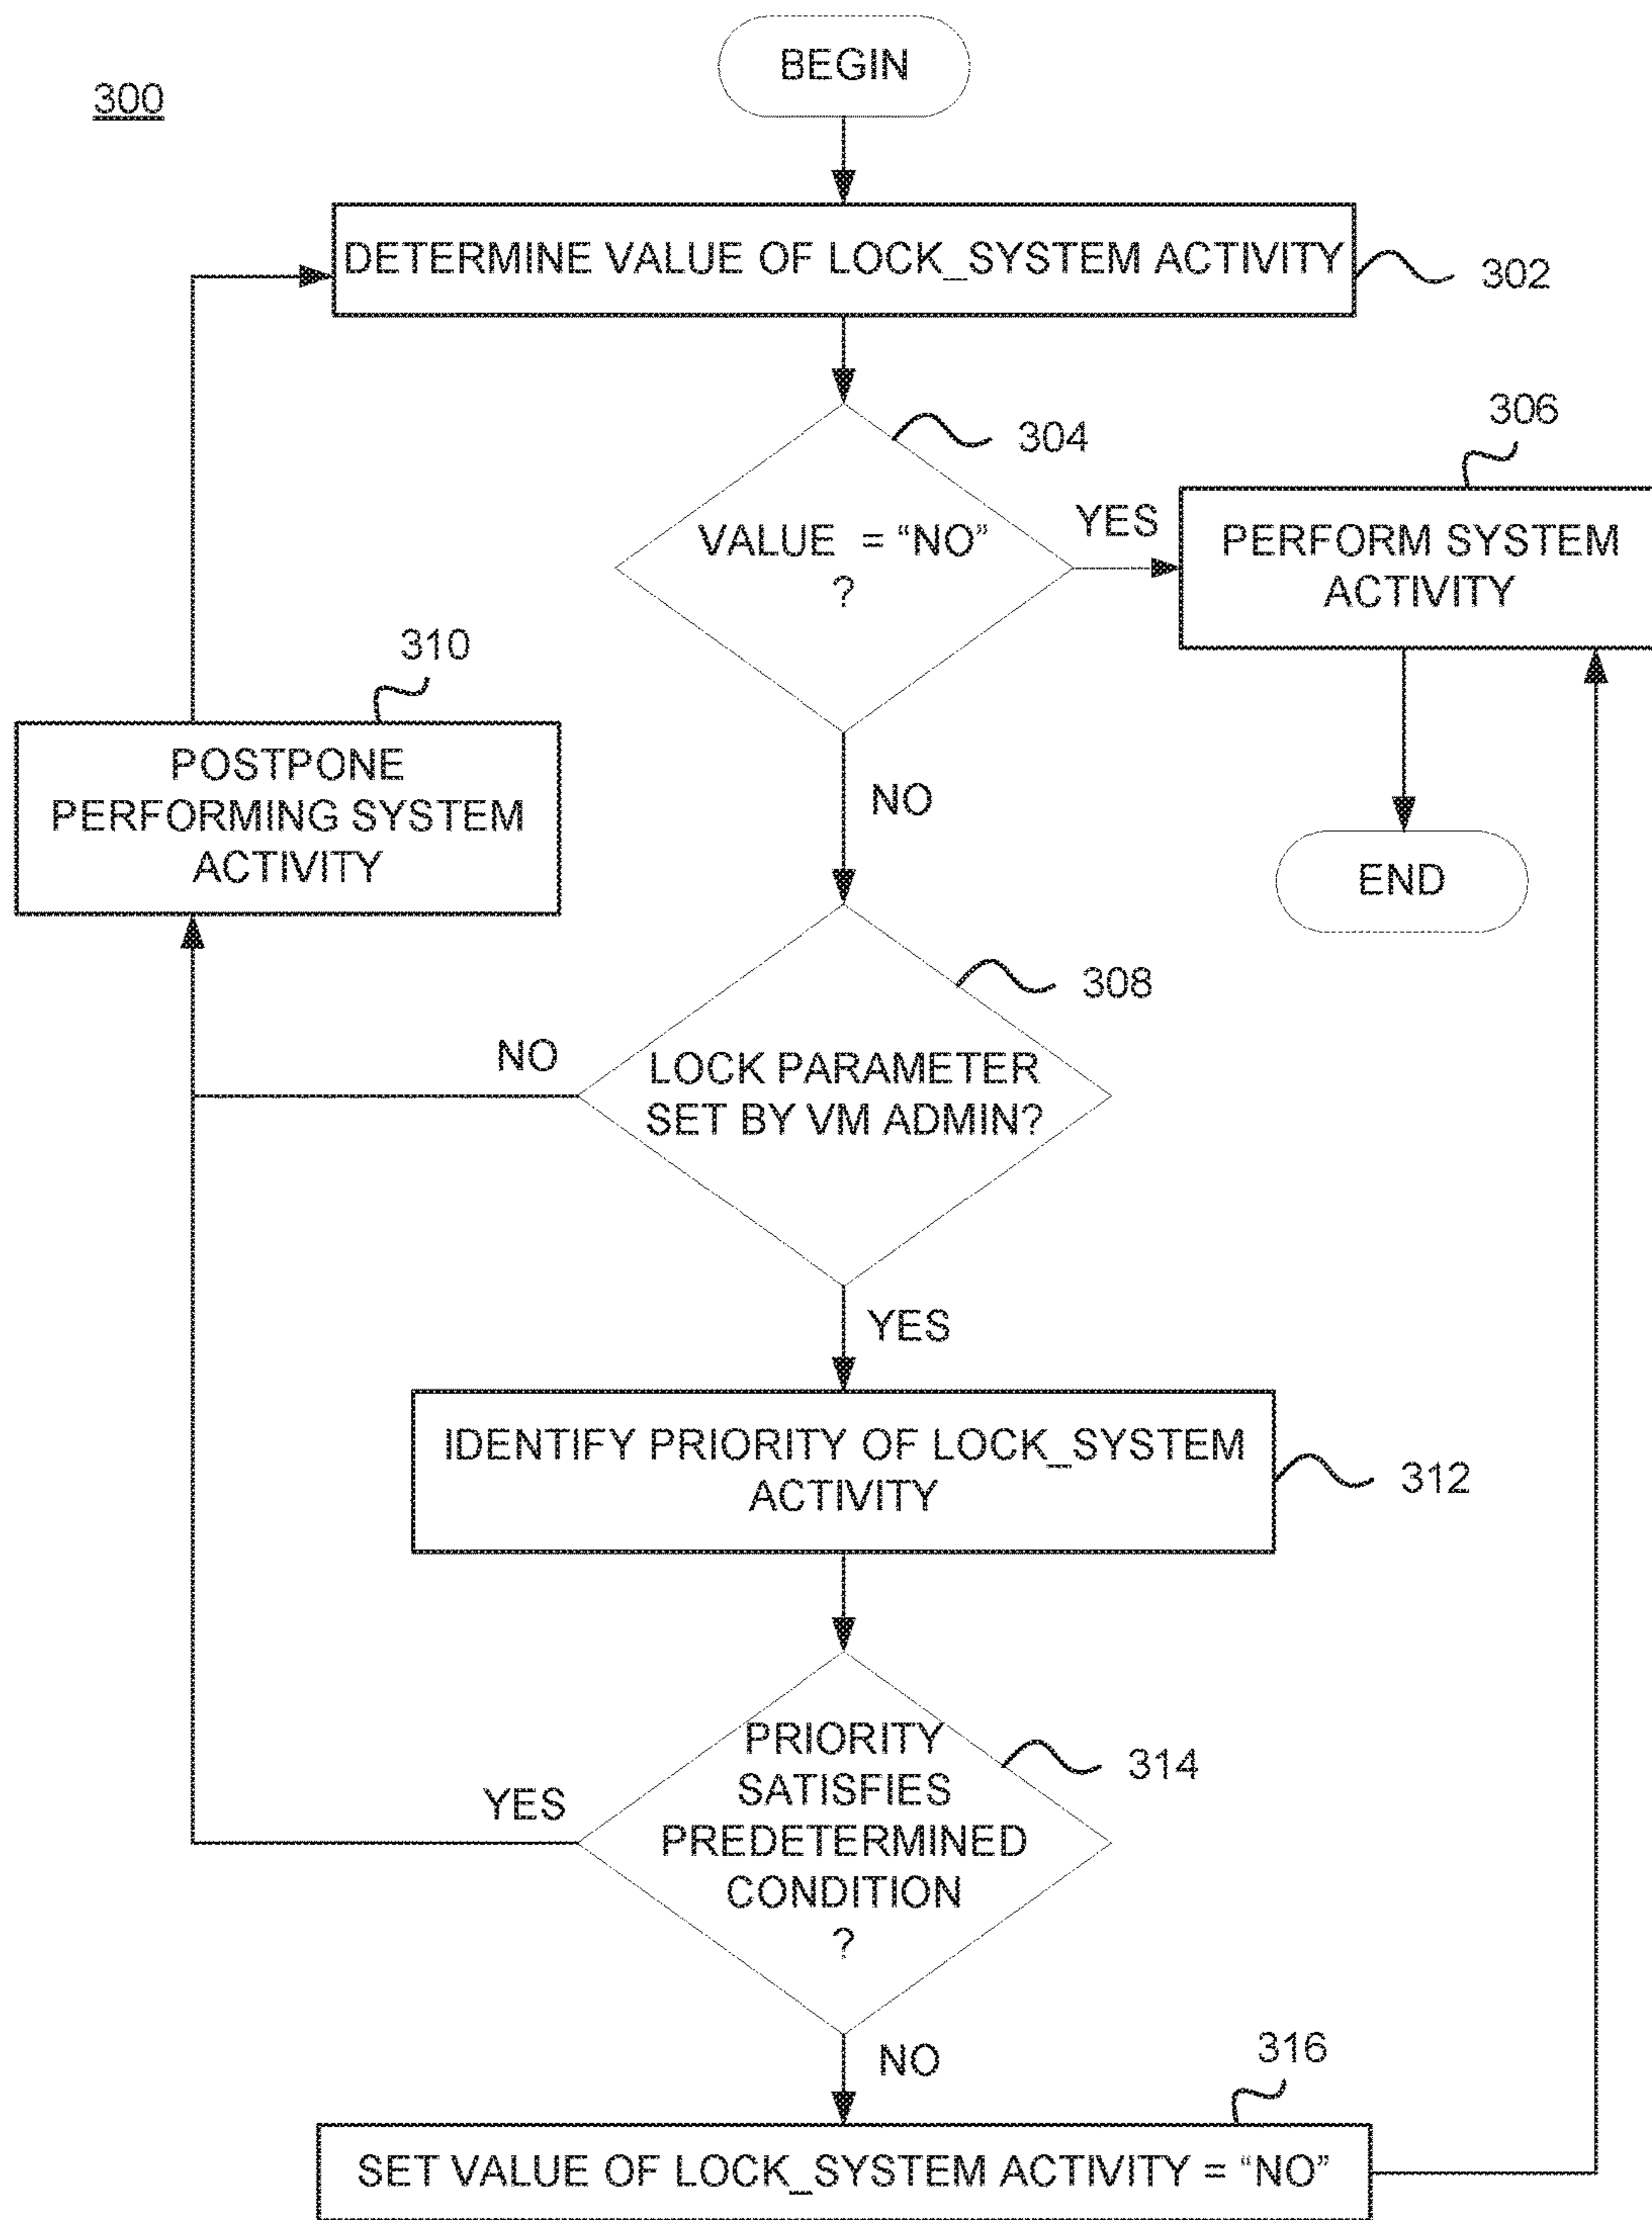 BEGIN
300
DETERMINE VALUE OF LOCK_SYSTEM ACTIVITY
302
304
306
VALUE = “NO”
?
YES
PERFORM SYSTEM
ACTIVITY
310
POSTPONE
PERFORMING SYSTEM
ACTIVITY
NO
END
308
NO
LOCK PARAMETER
SET BY VM ADMIN?
YES
IDENTIFY PRIORITY OF LOCK_SYSTEM
ACTIVITY
312
PRIORITY
SATISFIES
PREDETERMINED
CONDITION
?
314
YES
NO
316
SET VALUE OF LOCK_SYSTEM ACTIVITY = “NO”